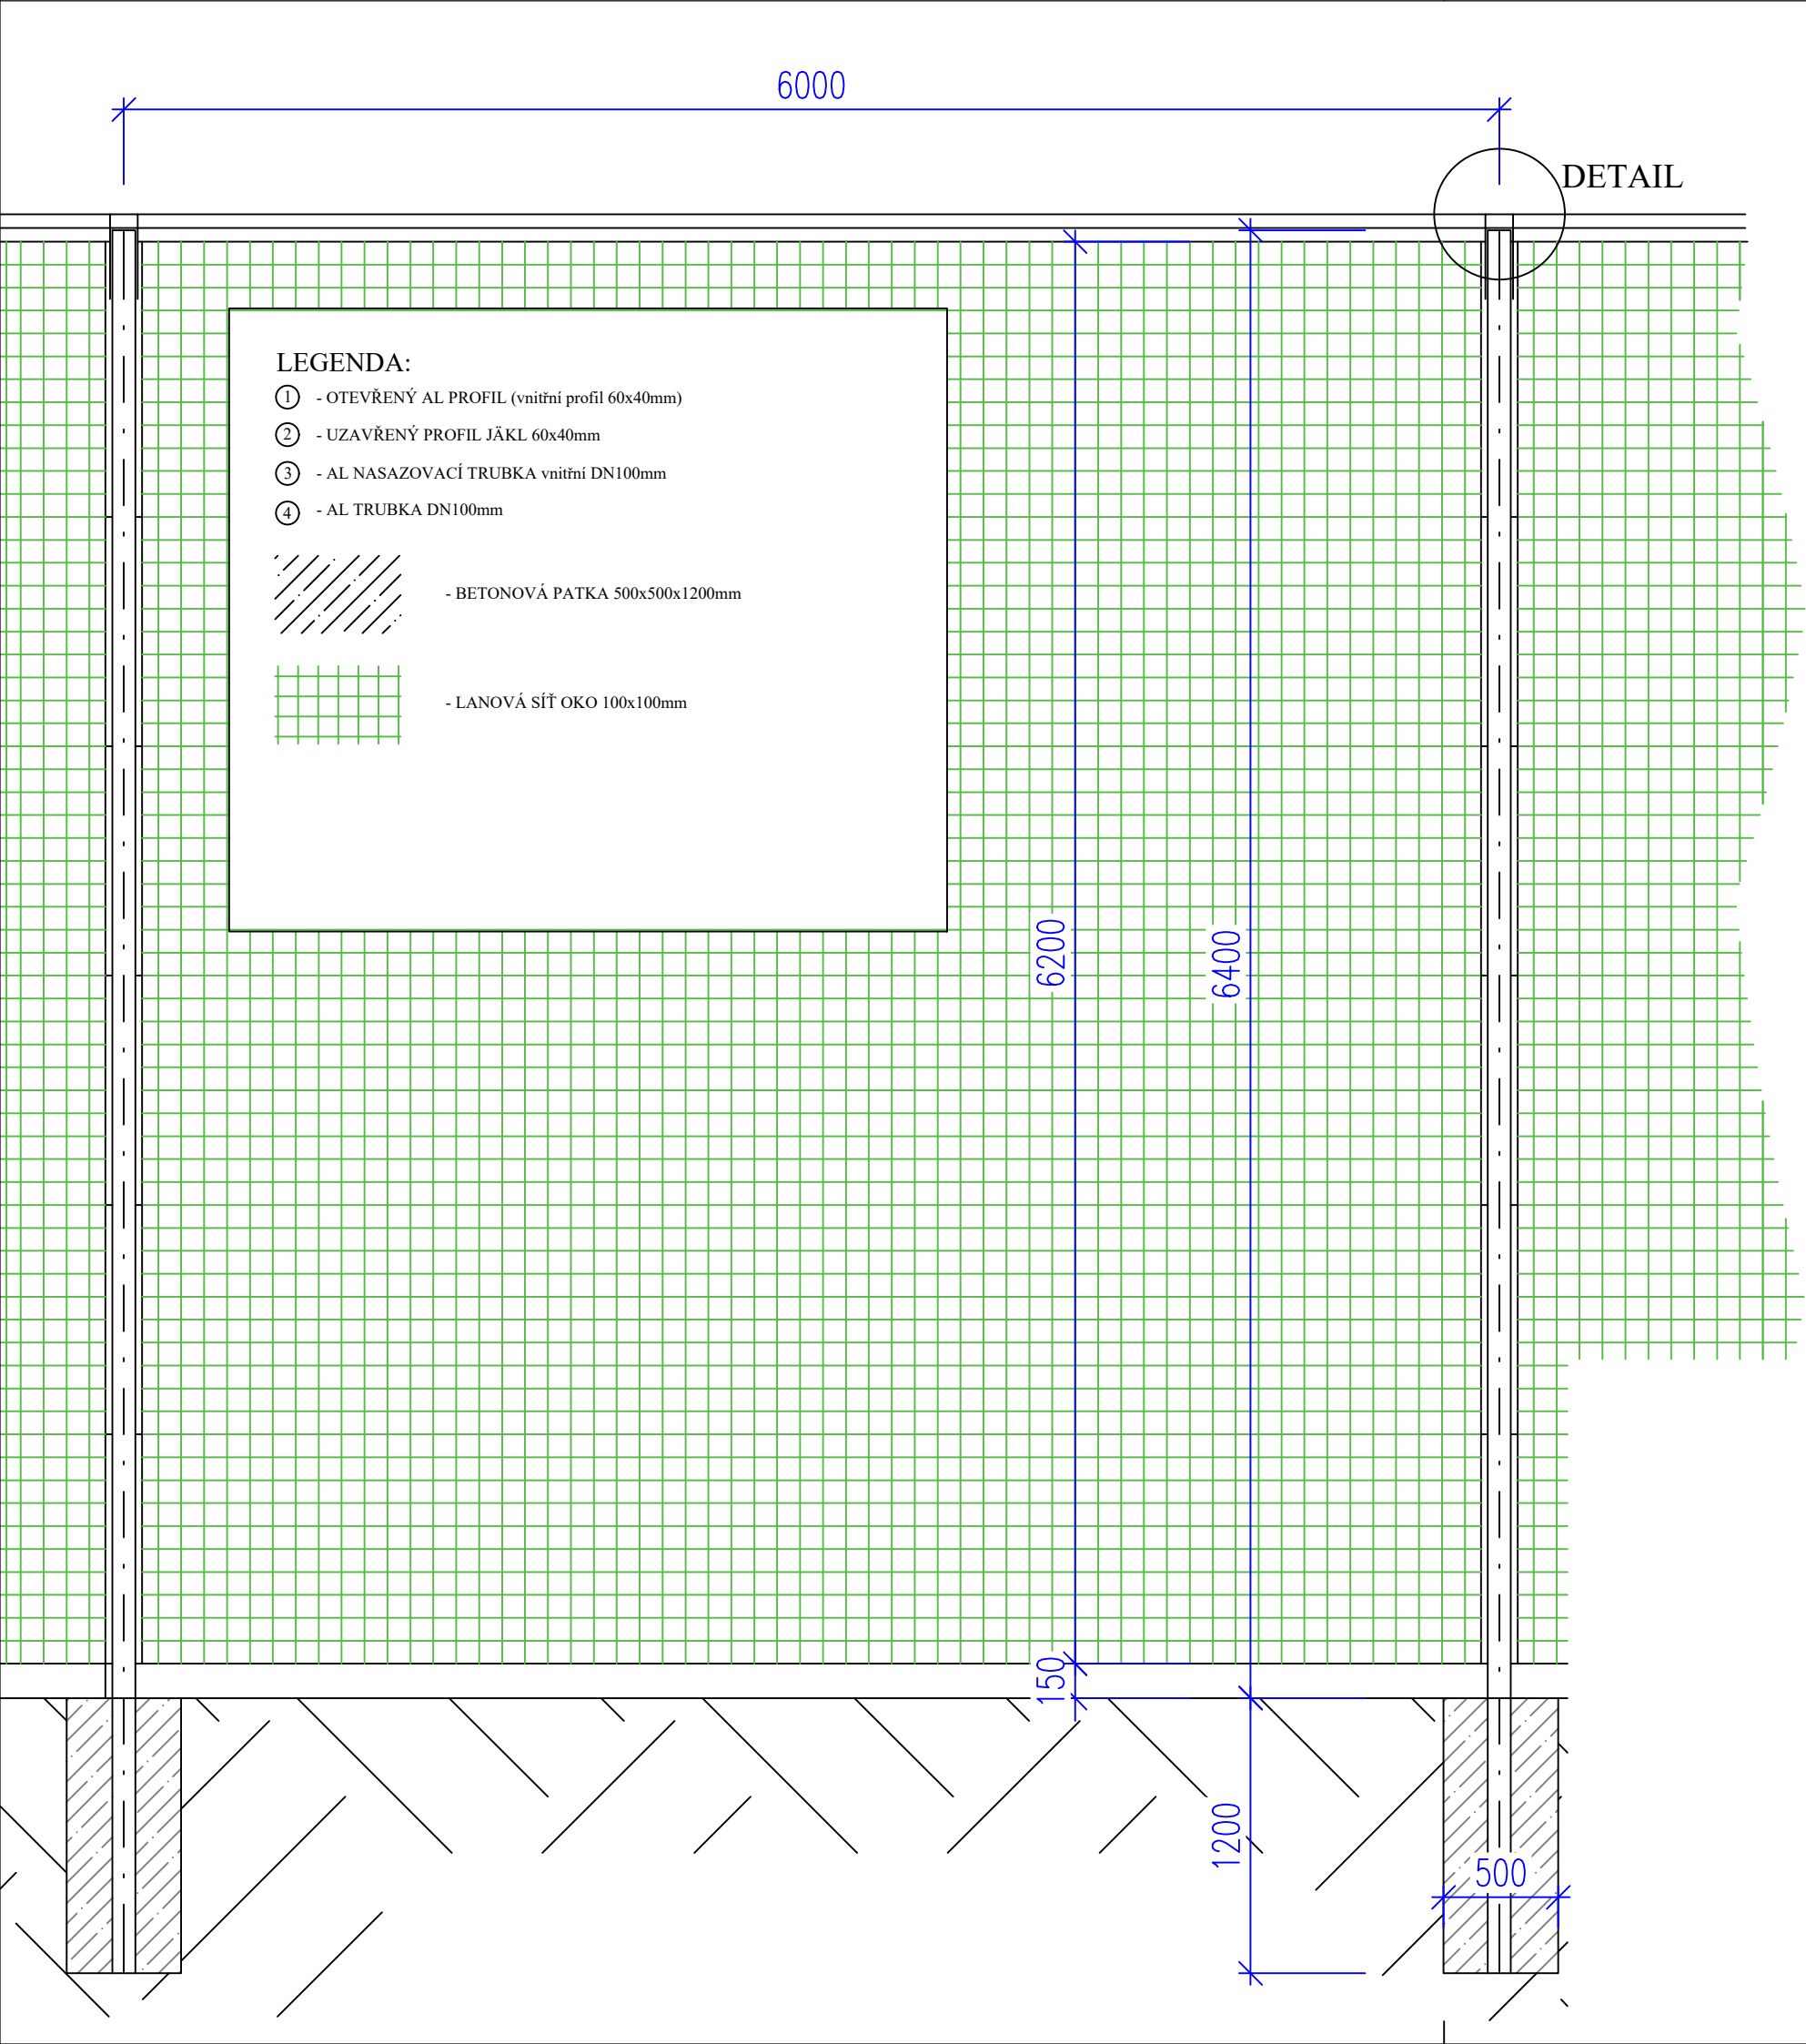 6000
DETAIL
LEGENDA:
1 - OTEVŘENÝ AL PROFIL (vnitřní profil 60x40mm)
2 - UZAVŘENÝ PROFIL JÄKL 60x40mm
3 - AL NASAZOVACÍ TRUBKA vnitřní DN100mm
4 - AL TRUBKA DN100mm
- BETONOVÁ PATKA 500x500x1200mm
- LANOVÁ SÍŤ OKO 100x100mm
6200
6400
150
1200
500